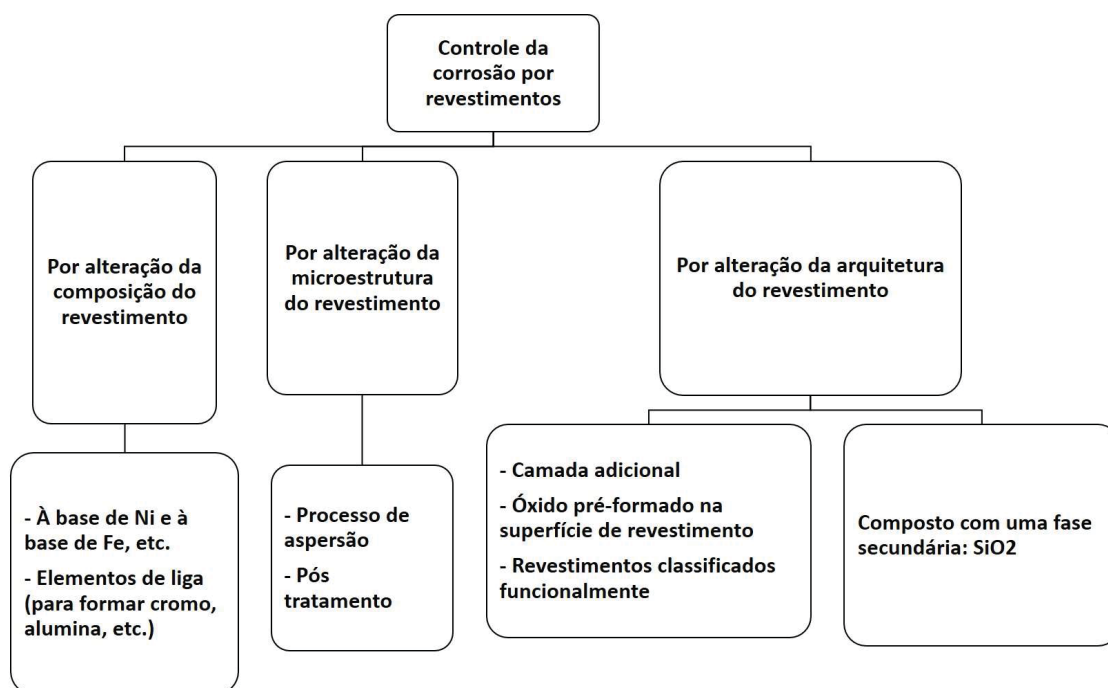 Controle da
corrosão por
revestimentos
Por alteração da
composição do
revestimento
Por alteração da
microestrutura
do revestimento
Por alteração da arquitetura
do revestimento
- À base de Ni e à
base de Fe, etc.
- Elementos de liga
(para formar cromo,
alumina, etc.)
- Processo de
aspersão
- Pós
tratamento
- Camada adicional
- Óxido pré-formado na
superfície de revestimento
- Revestimentos classificados
funcionalmente
Composto com uma fase
secundária: SiO2